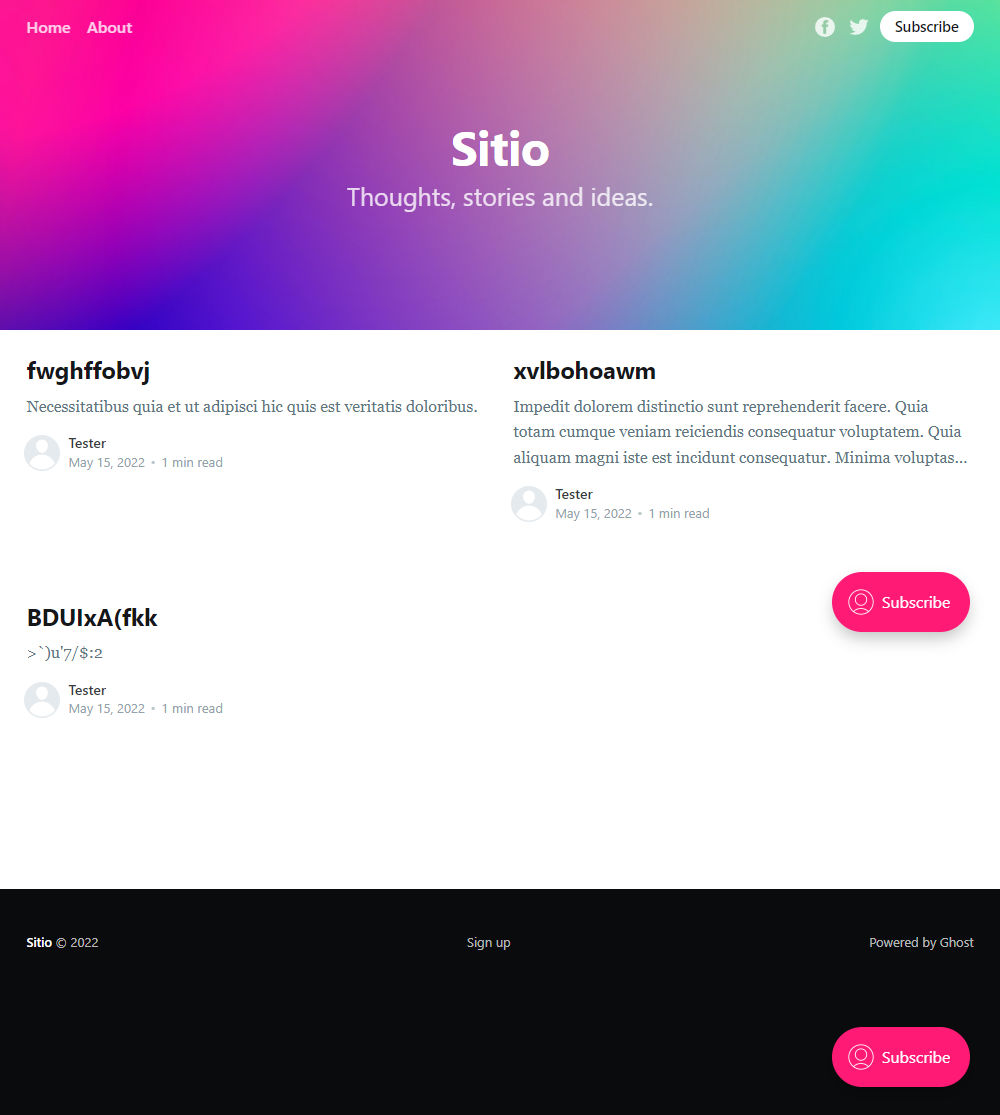 Home About Subscribe
Sitio
Thoughts, stories and ideas.
fwghffobvj
Necessitatibus quia et ut adipisci hic quis est veritatis doloribus.
Tester
May 15, 2022 • 1 min read
xvlbohoawm
Impedit dolorem distinctio sunt reprehenderit facere. Quia
totam cumque veniam reiciendis consequatur voluptatem. Quia
aliquam magni iste est incidunt consequatur. Minima voluptas...
Tester
May 15, 2022 • 1 min read
Subscribe
BDUIxA(fkk
>`)u'7/$:2
Tester
May 15, 2022 • 1 min read
Sitio © 2022 Sign up Powered by Ghost
Subscribe